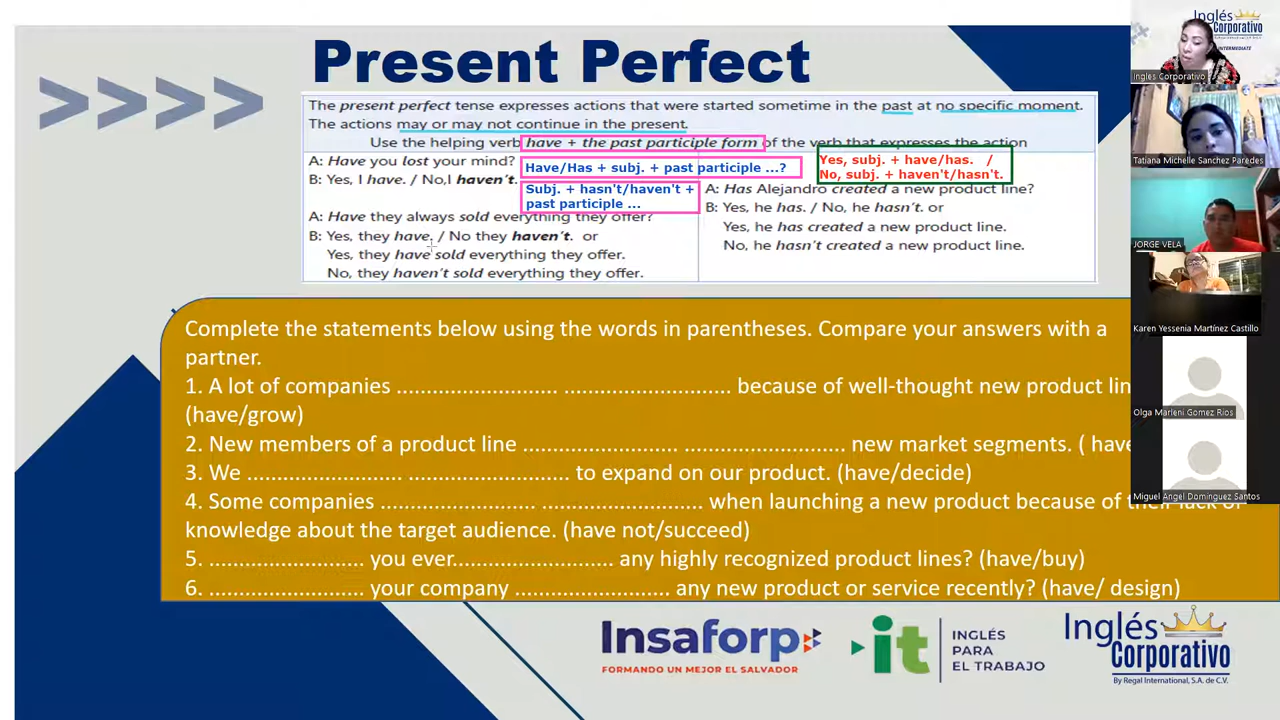 Present Perfect
The present perfect tense expresses actions that were started sometime in the past at no specific moment.
The actions may or may not continue in the present.
Use the helping verb have + the past participle form of the verb that expresses the action
A: Have you lost your mind?
B: Yes, I have. / No,I haven't.
Have/Has + subj. + past participle ...?
Subj. + hasn't/haven't +
past participle ...
Yes, subj. + have/has. /
No, subj. + haven't/hasn't.
A: Have they always sold everything they offer?
B: Yes, they have. / No they haven't. or
Yes, they have sold everything they offer.
No, they haven't sold everything they offer.
A: Has Alejandro created a new product line?
B: Yes, he has. / No, he hasn't. or
Yes, he has created a new product line.
No, he hasn't created a new product line.
Complete the statements below using the words in parentheses. Compare your answers with a
partner.
1. A lot of companies ........................... ............................ because of well-thought new product lin
(have/grow)
2. New members of a product line ........................... ........................... new market segments. ( have
3. We ........................... ........................... to expand on our product. (have/decide)
4. Some companies .......................... ........................... when launching a new product because of their lack of
knowledge about the target audience. (have not/succeed)
5. .......................... you ever........................... any highly recognized product lines? (have/buy)
6. .......................... your company .......................... any new product or service recently? (have/ design)
Insaforp
FORMANDO UN MEJOR EL SALVADOR
it
INGLÉS
PARA
EL TRABAJO
Inglés
Corporativo
By Regal International, S.A. de C.V.
Inglés
Corporativo
INTERMEDIATE
Ingles Corporativo
Tatiana Michelle Sanchez Paredes
JORGE VELA
Karen Yessenia Martínez Castillo
Olga Marleni Gomez Rios
Miguel Angel Dominguez Santos